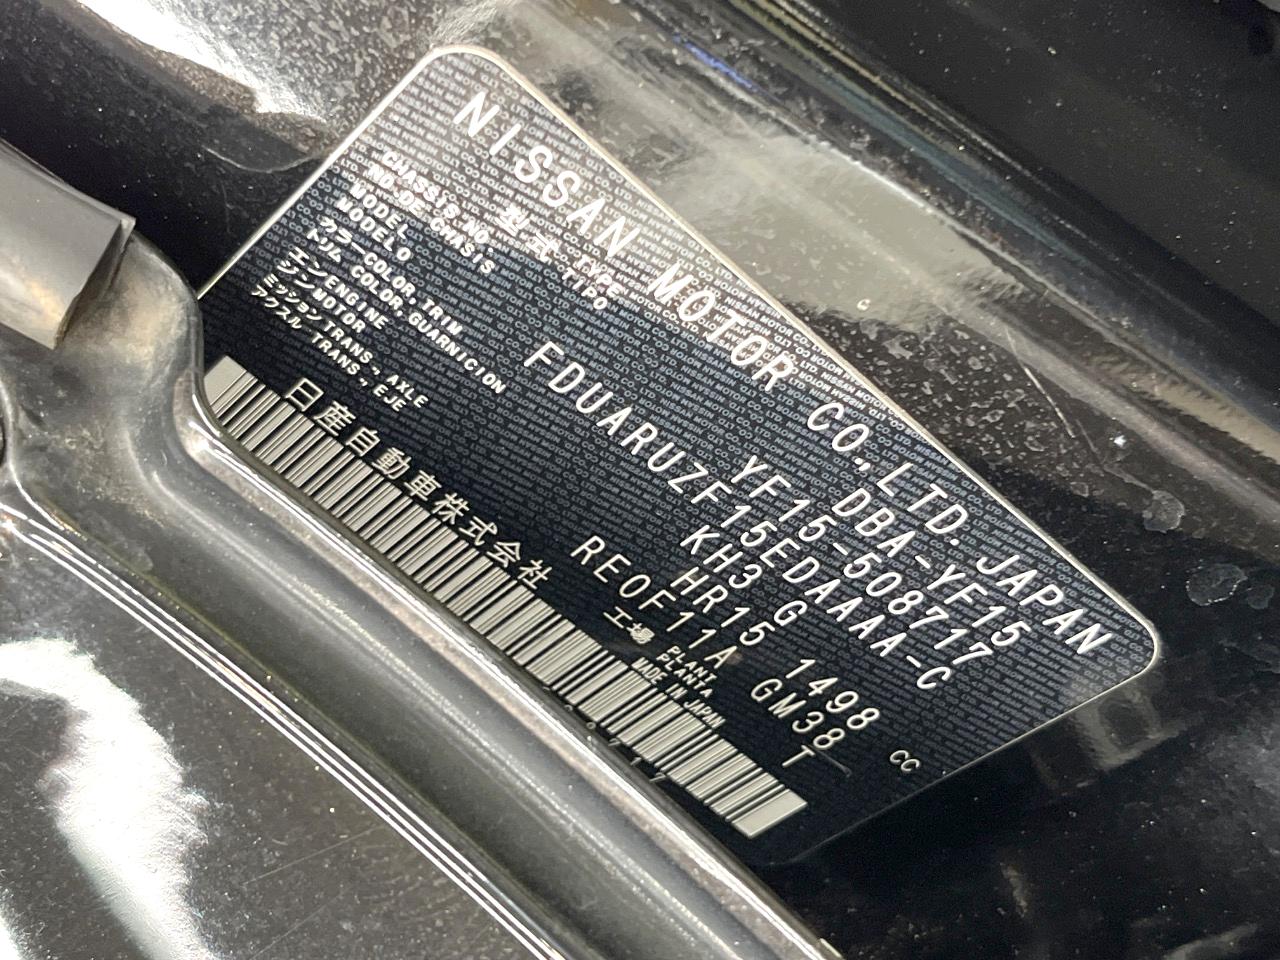 NISSAN MOTOR CO., LTD. JAPAN
型式 TYPE TIPO DBA-YF15
CHASSIS NO. NO. DE CHASIS YF15-508717
MODEL MODELO FDUARUZF15EDAAAA-C
カラー COLOR, TRIM
トリム COLOR, GUARNICION KH3 G
エンジン ENGINE MOTOR HR15 1498 CC
ミッション TRANS., AXLE
アクスル TRANS., EJE RE0F11A GM38
日産自動車株式会社 工場 PLANT PLANTA T
MADE IN JAPAN